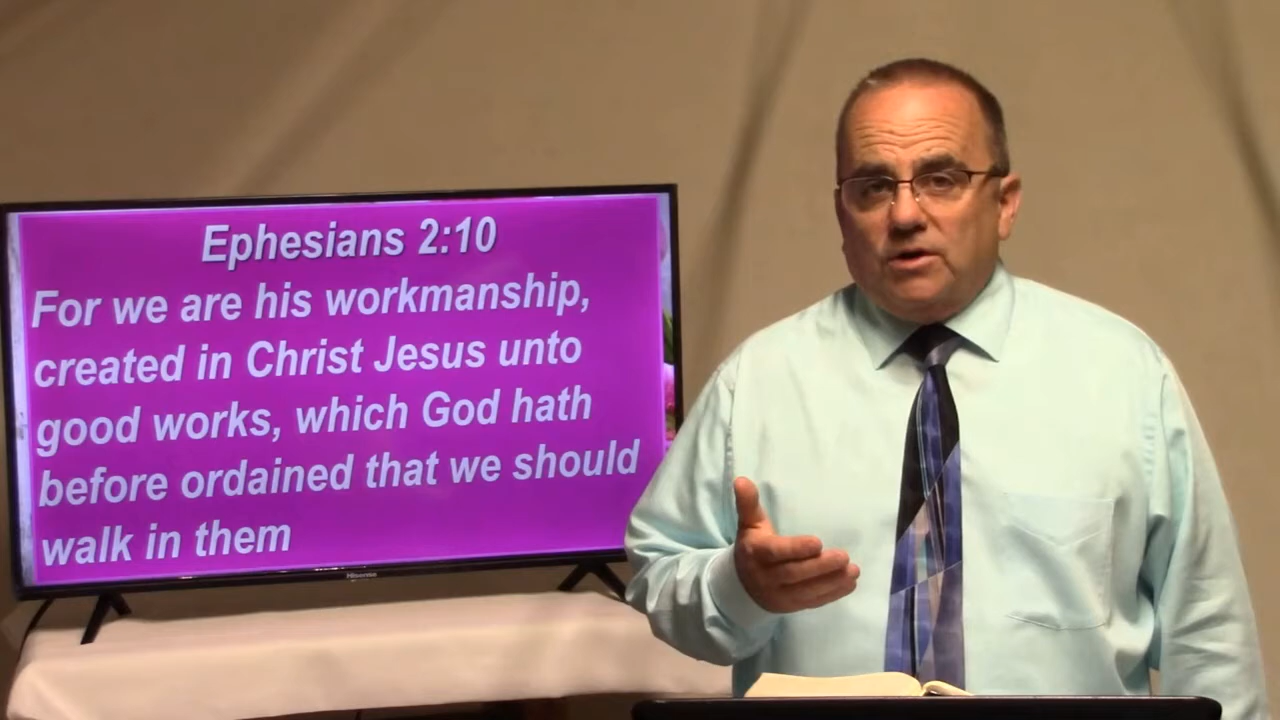 Ephesians 2:10
For we are his workmanship,
created in Christ Jesus unto
good works, which God hath
before ordained that we should
walk in them
Hisense